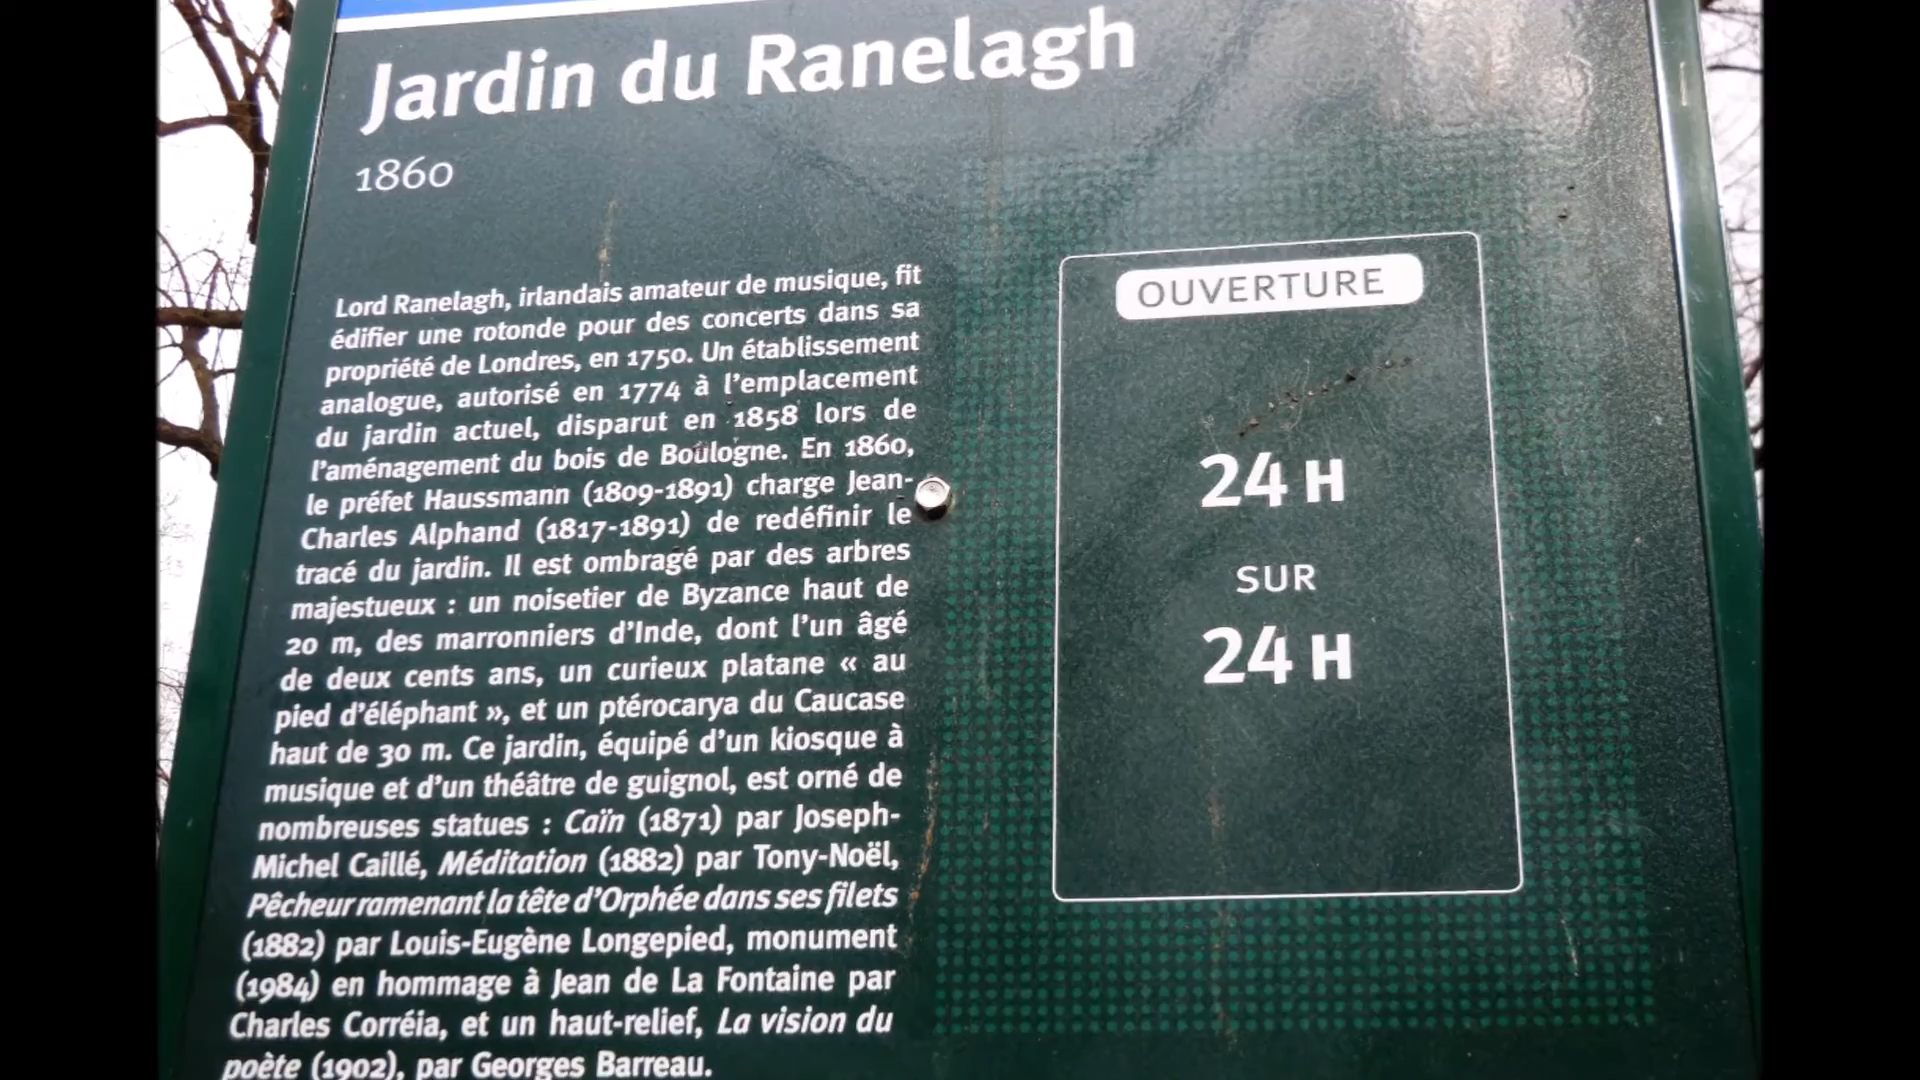 Jardin du Ranelagh
1860
Lord Ranelagh, irlandais amateur de musique, fit
édifier une rotonde pour des concerts dans sa
propriété de Londres, en 1750. Un établissement
analogue, autorisé en 1774 à l'emplacement
du jardin actuel, disparut en 1858 lors de
l'aménagement du bois de Boulogne. En 1860,
le préfet Haussmann (1809-1891) charge Jean-
Charles Alphand (1817-1891) de redéfinir le
tracé du jardin. Il est ombragé par des arbres
majestueux : un noisetier de Byzance haut de
20 m, des marronniers d'Inde, dont l'un âgé
de deux cents ans, un curieux platane « au
pied d'éléphant », et un ptérocarya du Caucase
haut de 30 m. Ce jardin, équipé d'un kiosque à
musique et d'un théâtre de guignol, est orné de
nombreuses statues : Caïn (1871) par Joseph-
Michel Caillé, Méditation (1882) par Tony-Noël,
Pêcheur ramenant la tête d'Orphée dans ses filets
(1882) par Louis-Eugène Longepied, monument
(1984) en hommage à Jean de La Fontaine par
Charles Corréia, et un haut-relief, La vision du
poète (1902), par Georges Barreau.
OUVERTURE
24 H
SUR
24 H